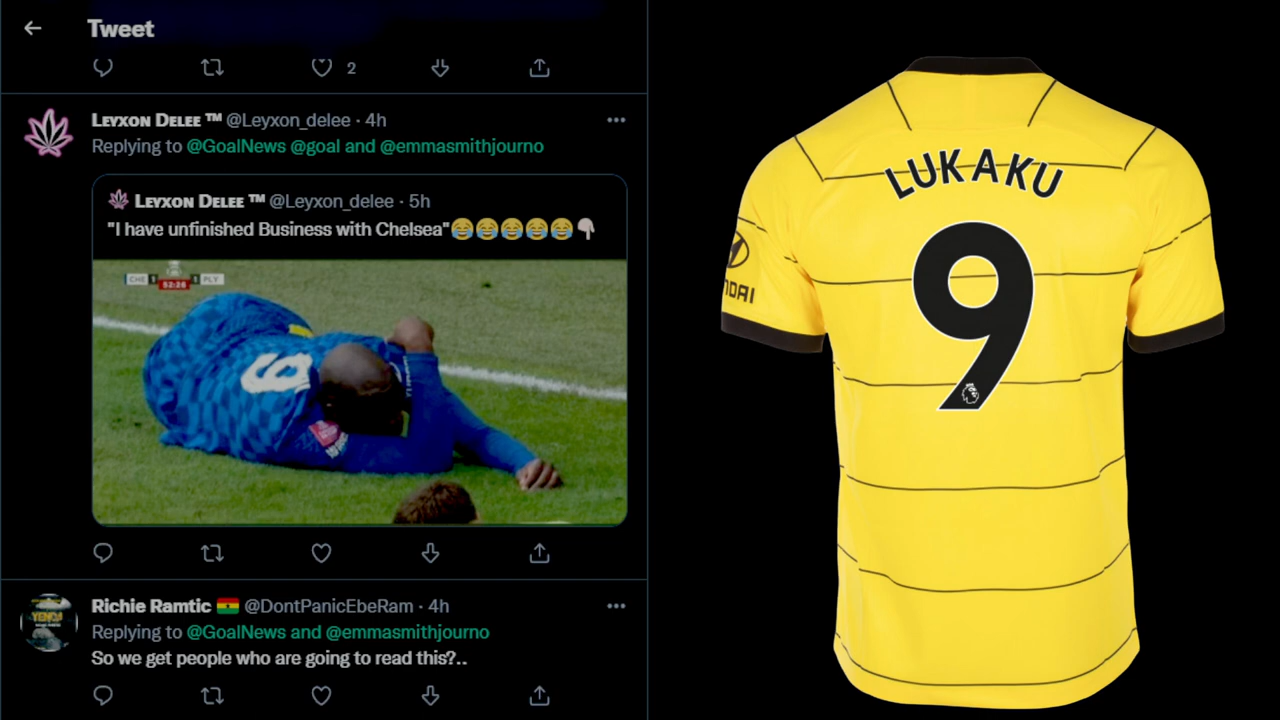 Tweet
2
Leyxon Delee ™ @Leyxon_delee · 4h
Replying to @GoalNews @goal and @emmasmithjourno
Leyxon Delee ™ @Leyxon_delee · 5h
"I have unfinished Business with Chelsea"😂😂😂😂😂👇
CHE 1 1 PLY
52:26
9
Richie Ramtic 🇬🇭 @DontPanicEbeRam · 4h
Replying to @GoalNews and @emmasmithjourno
So we get people who are going to read this?..
LUKAKU
9